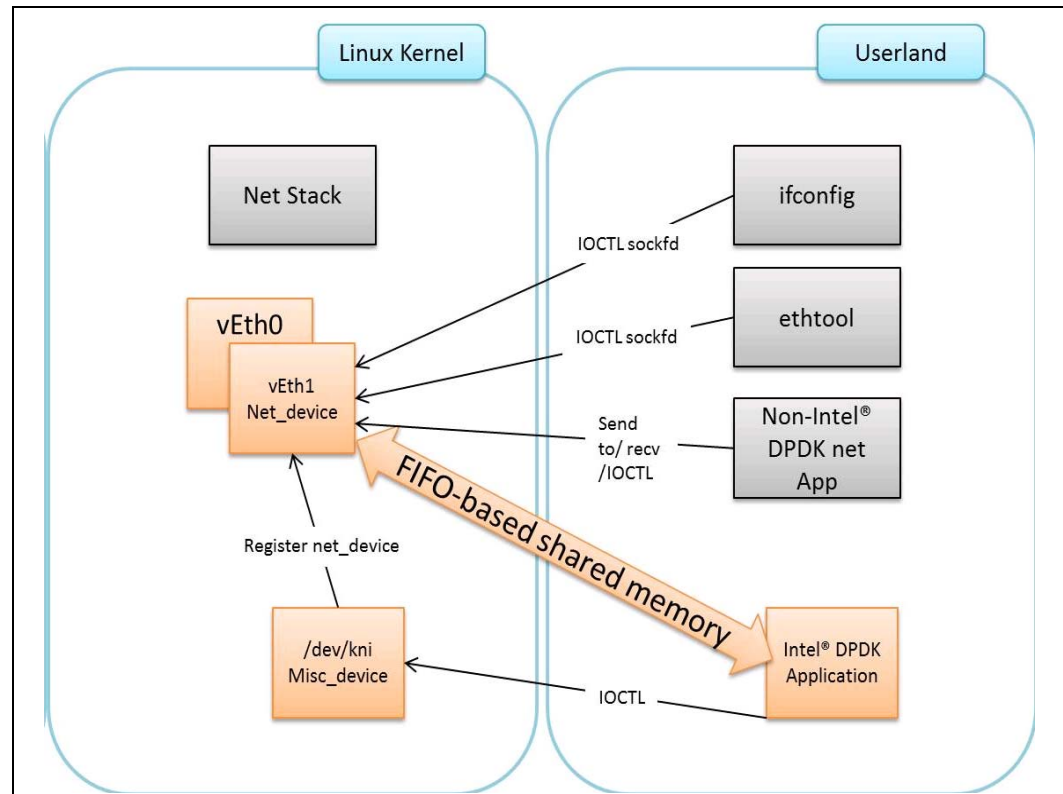 Linux Kernel
Userland
Net Stack
ifconfig
IOCTL sockfd
vEth0
ethtool
IOCTL sockfd
vEth1
Net_device
Send
to/ recv
/IOCTL
Non-Intel®
DPDK net
App
FIFO-based shared memory
Register net_device
/dev/kni
Misc_device
IOCTL
Intel® DPDK
Application